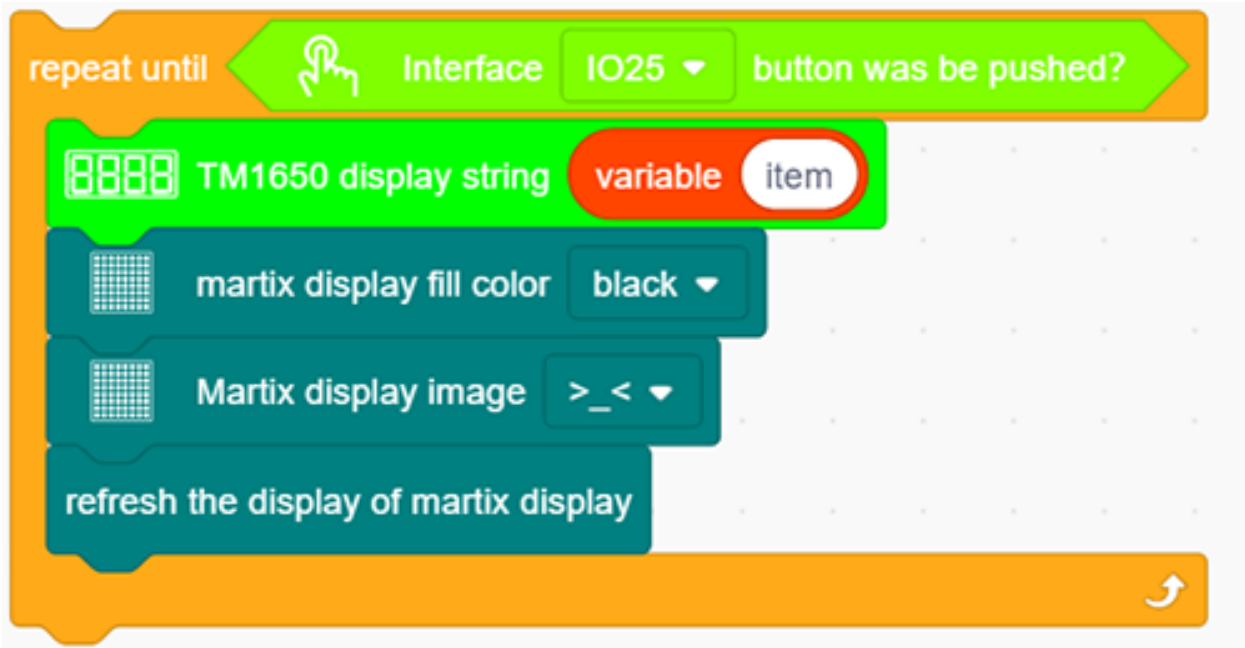 repeat until Interface IO25 button was be pushed?
TM1650 display string variable item
martix display fill color black
Martix display image >_<
refresh the display of martix display